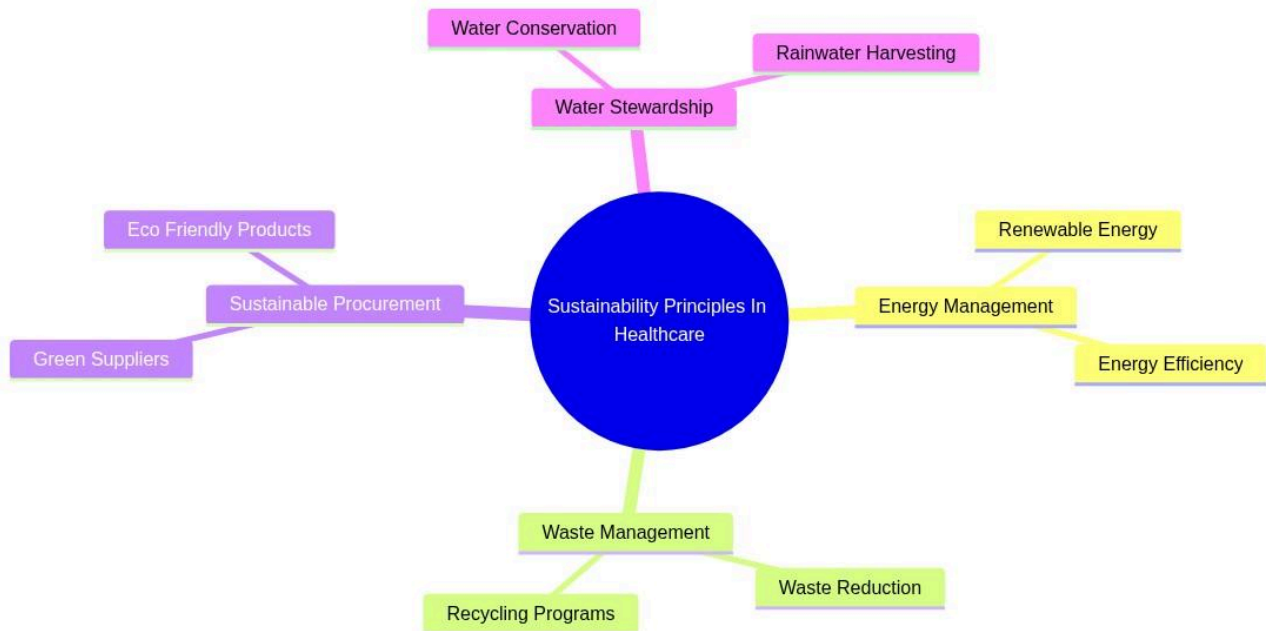 Water Conservation
Rainwater Harvesting
Water Stewardship
Eco Friendly Products
Renewable Energy
Sustainable Procurement
Sustainability Principles In
Healthcare
Energy Management
Green Suppliers
Energy Efficiency
Waste Management
Waste Reduction
Recycling Programs